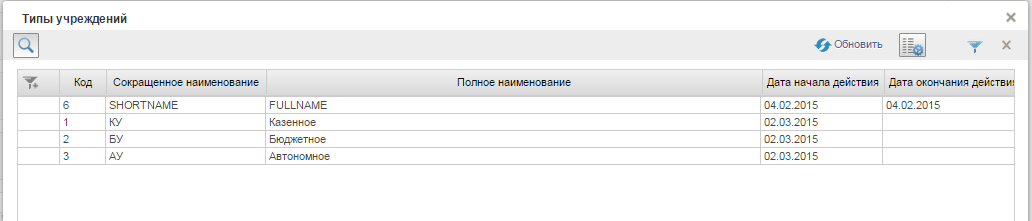 Типы учреждений
Обновить
Код Сокращенное наименование Полное наименование Дата начала действия Дата окончания действия
6 SHORTNAME FULLNAME 04.02.2015 04.02.2015
1 КУ Казенное 02.03.2015
2 БУ Бюджетное 02.03.2015
3 АУ Автономное 02.03.2015